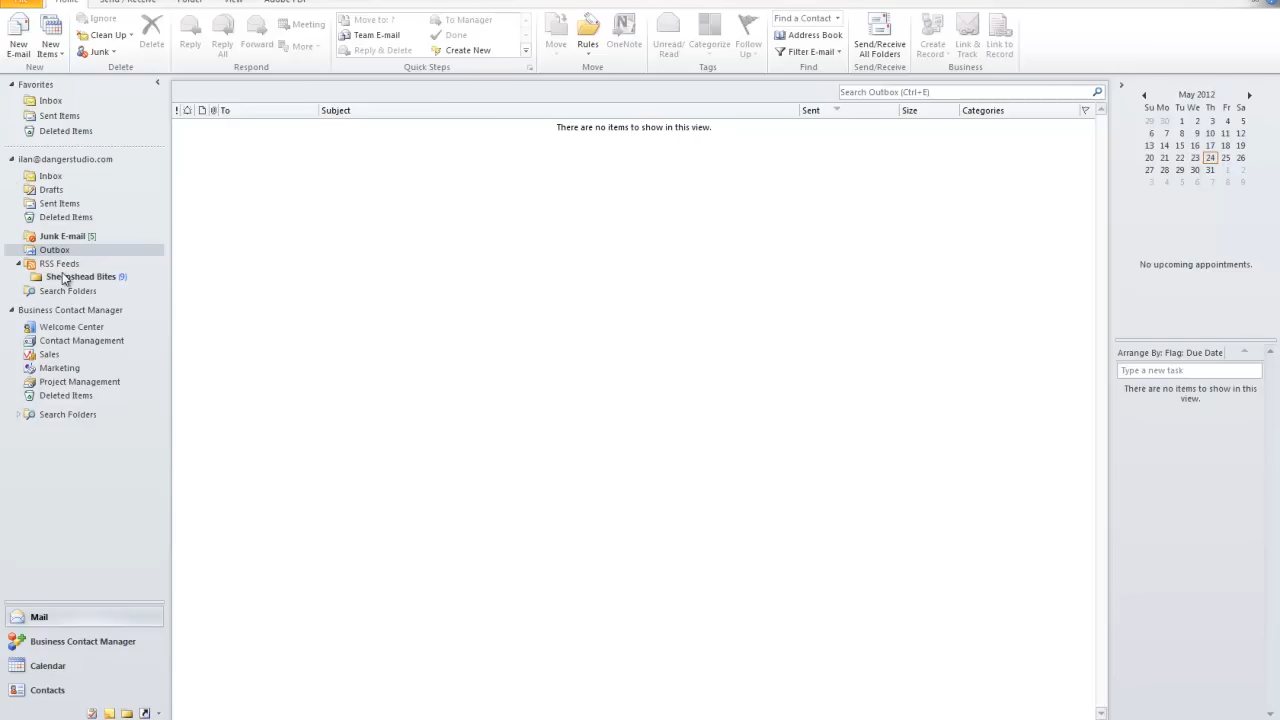 Home Send / Receive Folder View Adobe PDF
New E-mail
New Items
Ignore
Clean Up
Junk
Delete
Reply
Reply All
Forward
Meeting
More
Move to: ?
Team E-mail
Reply & Delete
To Manager
Done
Create New
Move
Rules
OneNote
Unread/ Read
Categorize
Follow Up
Find a Contact
Address Book
Filter E-mail
Send/Receive All Folders
Create Record
Link & Track
Link to Record
New Delete Respond Quick Steps Move Tags Find Send/Receive Business
Favorites
Inbox
Sent Items
Deleted Items
ilan@dangerstudio.com
Inbox
Drafts
Sent Items
Deleted Items
Junk E-mail [5]
Outbox
RSS Feeds
Bites (9)
Search Folders
Business Contact Manager
Welcome Center
Contact Management
Sales
Marketing
Project Management
Deleted Items
Search Folders
Mail
Business Contact Manager
Calendar
Contacts
Search Outbox (Ctrl+E)
! @ To Subject Sent Size Categories
There are no items to show in this view.
May 2012
Su Mo Tu We Th Fr Sa
29 30 1 2 3 4 5
6 7 8 9 10 11 12
13 14 15 16 17 18 19
20 21 22 23 24 25 26
27 28 29 30 31 1 2
3 4 5 6 7 8 9
No upcoming appointments.
Arrange By: Flag: Due Date
Type a new task
There are no items to show in this
view.